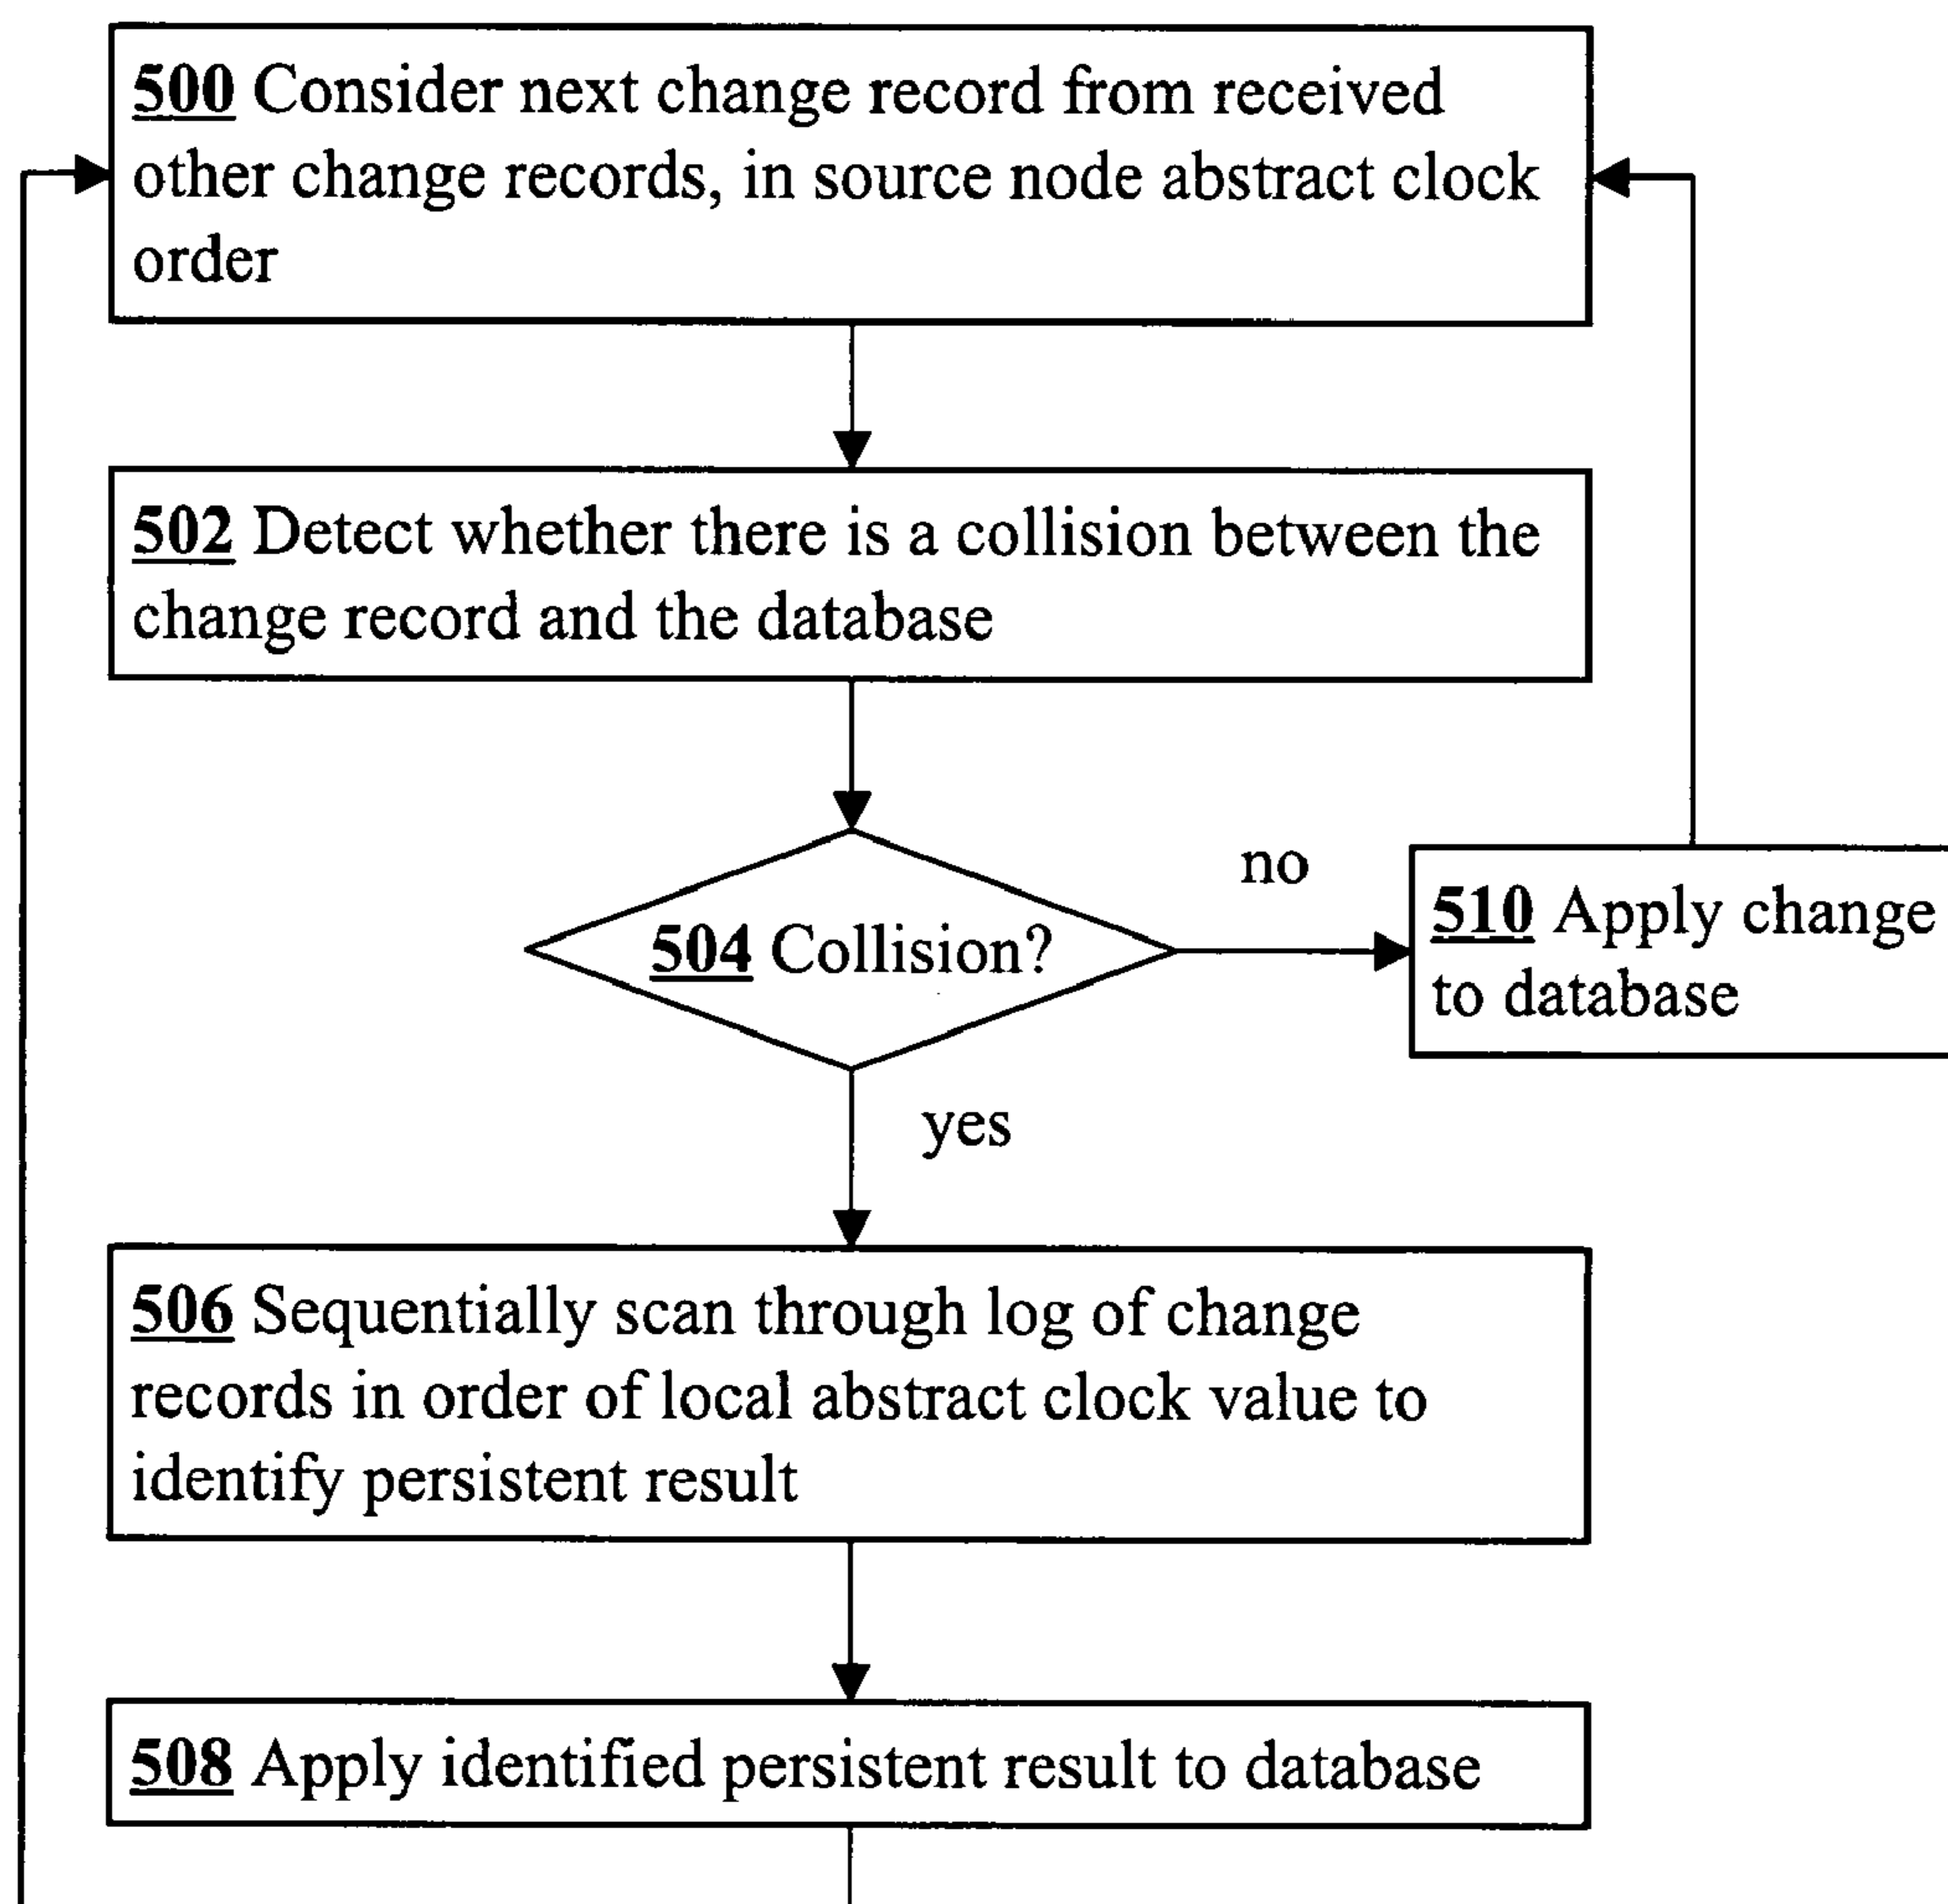 500 Consider next change record from received
other change records, in source node abstract clock
order
502 Detect whether there is a collision between the
change record and the database
504 Collision?
no
510 Apply change
to database
yes
506 Sequentially scan through log of change
records in order of local abstract clock value to
identify persistent result
508 Apply identified persistent result to database